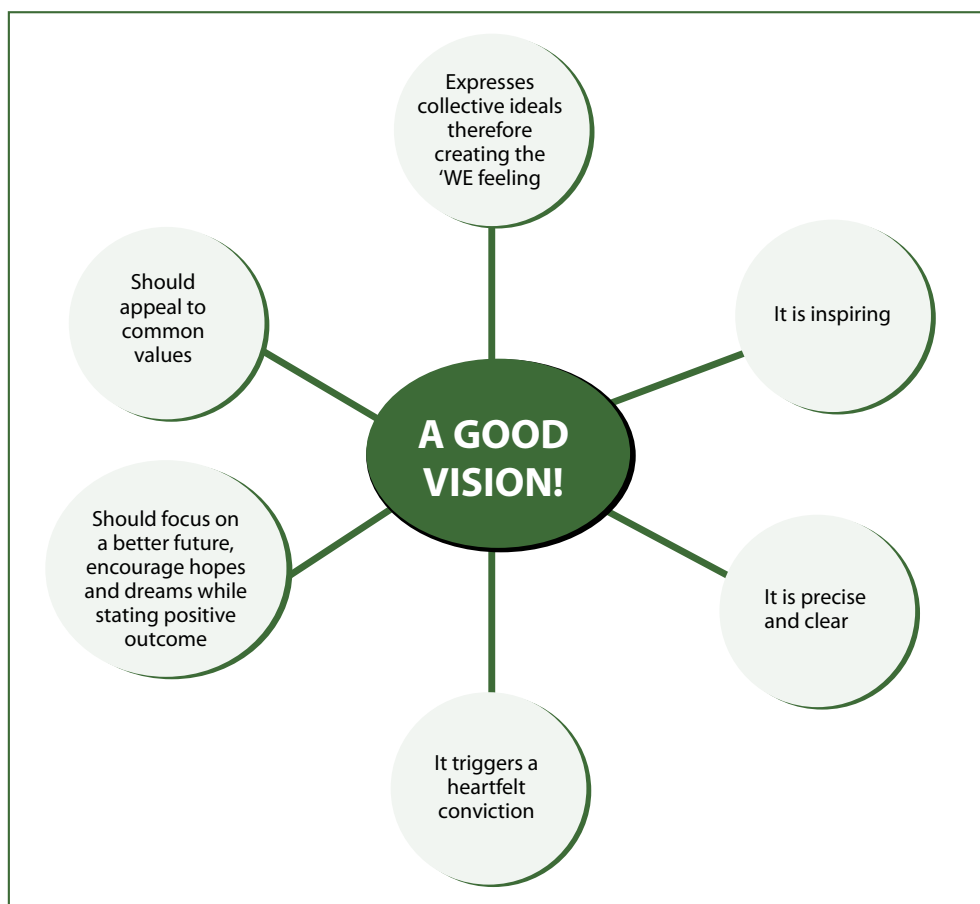 Expresses
collective ideals
therefore
creating the
‘WE feeling
It is inspiring
Should
appeal to
common
values
A GOOD
VISION!
Should focus on
a better future,
encourage hopes
and dreams while
stating positive
outcome
It is precise
and clear
It triggers a
heartfelt
conviction